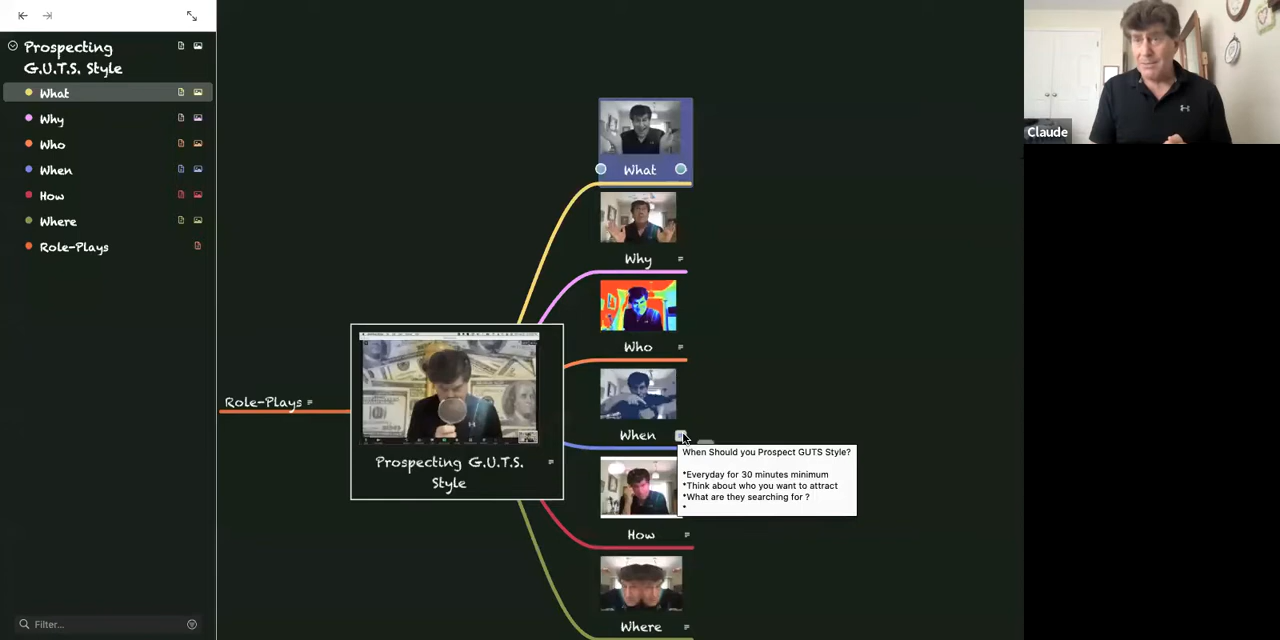 Prospecting
G.U.T.S. Style
What
Why
Who
When
How
Where
Role-Plays
Filter...
What
Why
Who
When
How
Where
Role-Plays
Prospecting G.U.T.S.
Style
When Should you Prospect GUTS Style?
*Everyday for 30 minutes minimum
*Think about who you want to attract
*What are they searching for ?
*
Claude